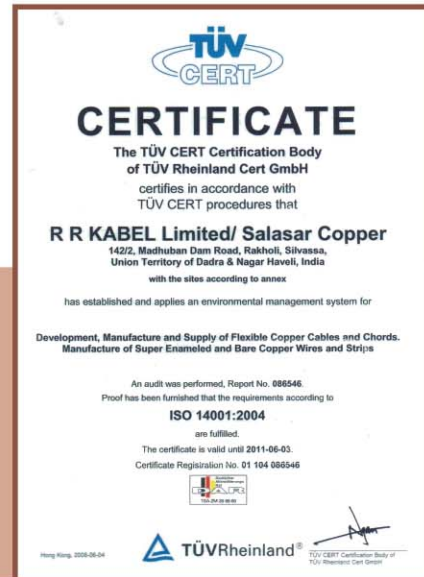 TÜV
CERT
CERTIFICATE
The TÜV CERT Certification Body
of TÜV Rheinland Cert GmbH
certifies in accordance with
TÜV CERT procedures that
R R KABEL Limited/ Salasar Copper
142/2, Madhuban Dam Road, Rakholi, Silvassa,
Union Territory of Dadra & Nagar Haveli, India
with the sites according to annex
has established and applies an environmental management system for
Development, Manufacture and Supply of Flexible Copper Cables and Chords.
Manufacture of Super Enameled and Bare Copper Wires and Strips
An audit was performed, Report No. 086546.
Proof has been furnished that the requirements according to
ISO 14001:2004
are fulfilled.
The certificate is valid until 2011-06-03.
Certificate Registration No. 01 104 086546
DAR
Hong Kong, 2008-06-04
TÜVRheinland®
TÜV CERT Certification Body of
TÜV Rheinland Cert GmbH